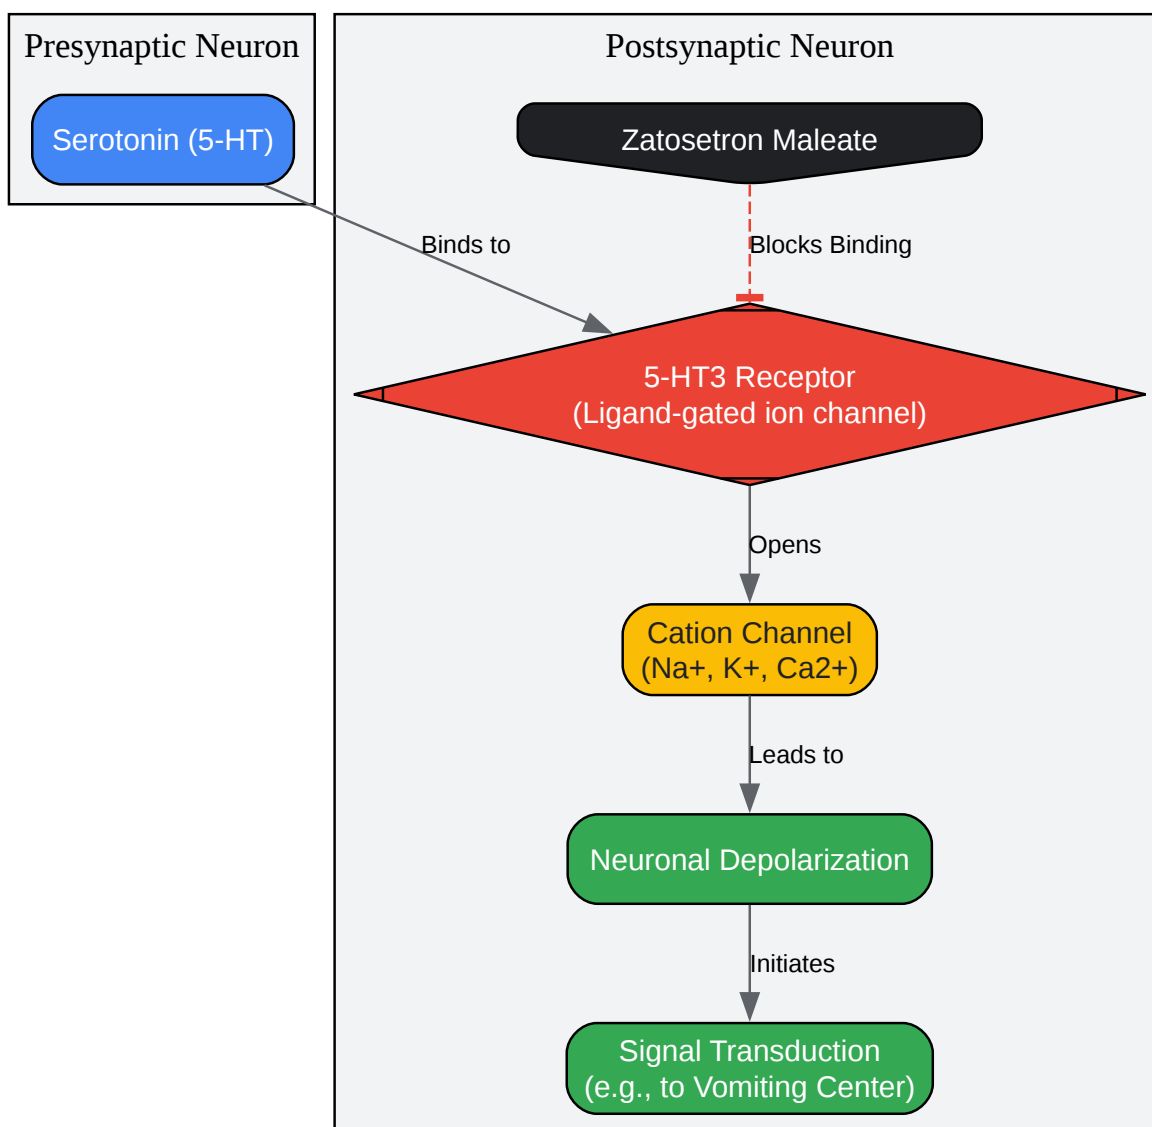 Presynaptic Neuron
Postsynaptic Neuron
Serotonin (5-HT)
Zatosetron Maleate
Binds to
Blocks Binding
5-HT3 Receptor
(Ligand-gated ion channel)
Opens
Cation Channel
(Na+, K+, Ca2+)
Leads to
Neuronal Depolarization
Initiates
Signal Transduction
(e.g., to Vomiting Center)